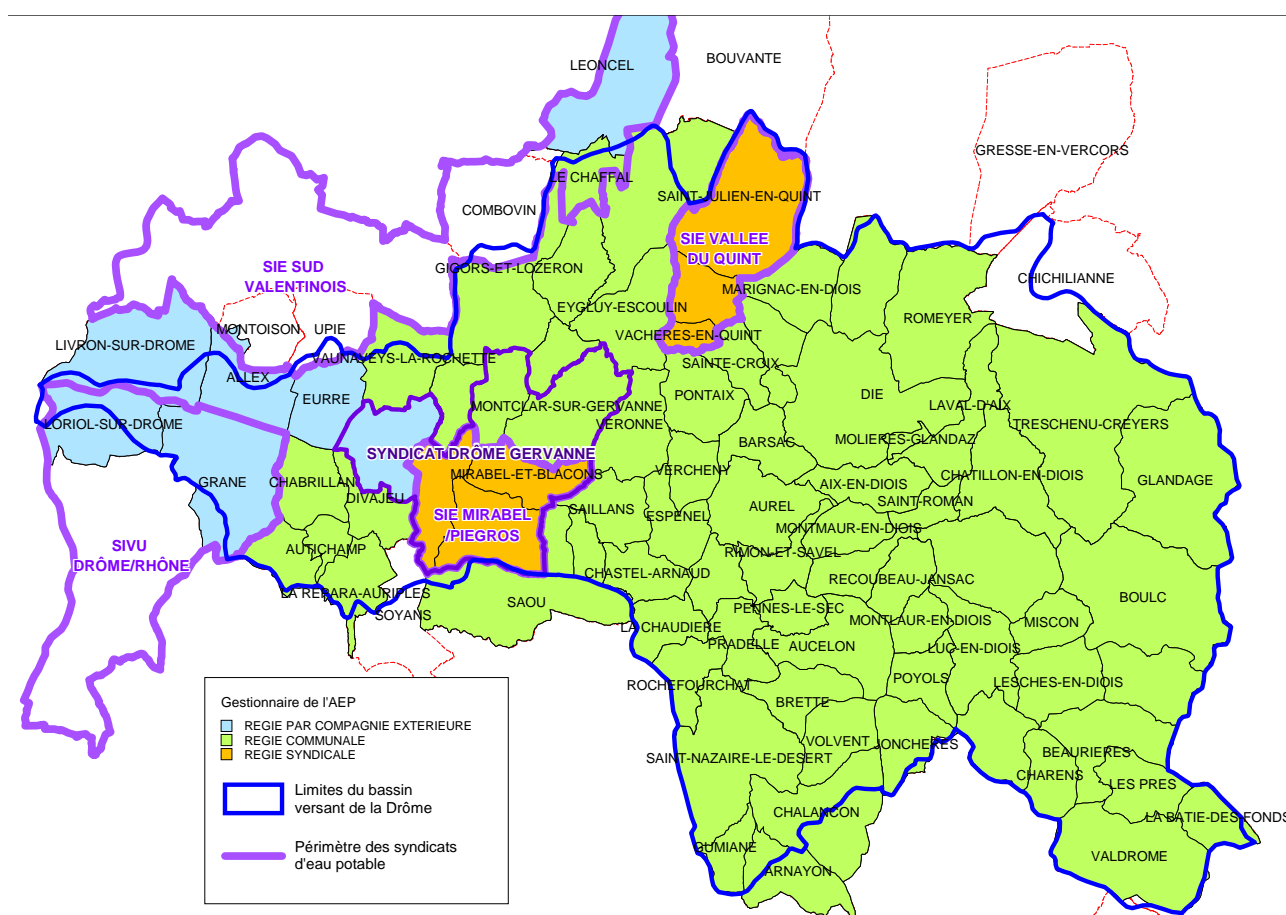 LEONCEL
BOUVANTE
GRESSE-EN-VERCORS
LE CHAFFAL
SAINT-JULIEN-EN-QUINT
COMBOVIN
SIE VALLEE
DU QUINT
SIE SUD
VALENTINOIS
GIGORS-ET-LOZERON
CHICHILIANNE
MARIGNAC-EN-DIOIS
EYGLUY-ESCOULIN
ROMEYER
MONTOISON
UPIE
VACHERES-EN-QUINT
LIVRON-SUR-DROME
VAUNAVEYS-LA-ROCHETTE
SAINTE-CROIX
ALLEX
EURRE
PONTAIX
DIE
MONTCLAR-SUR-GERVANNE
LAVAL-D'AIX
LORIOL-SUR-DROME
VERONNE
TRESCHENU-CREYERS
BARSAC
MOLIERES-GLANDAZ
SYNDICAT DRÔME GERVANNE
MIRABEL-ET-BLACONS
VERCHENY
CHATILLON-EN-DIOIS
GRANE
CHABRILLAN
AIX-EN-DIOIS
GLANDAGE
DIVAJEU
SAINT-ROMAN
SAILLANS
AUREL
SIE MIRABEL
/PIEGROS
ESPENEL
MONTMAUR-EN-DIOIS
SIVU
DRÔME/RHÔNE
AUTICHAMP
RIMON-ET-SAVEL
CHASTEL-ARNAUD
RECOUBEAU-JANSAC
LA REPARA-AURIPLES
SAOU
BOULC
SOYANS
PENNES-LE-SEC
LA CHAUDIERE
MONTLAUR-EN-DIOIS
MISCON
PRADELLE
AUCELON
LUC-EN-DIOIS
ROCHEFOURCHAT
POYOLS
LESCHES-EN-DIOIS
BRETTE
Gestionnaire de l'AEP
REGIE PAR COMPAGNIE EXTERIEURE
REGIE COMMUNALE
REGIE SYNDICALE
VOLVENT
JONCHERES
SAINT-NAZAIRE-LE-DESERT
BEAURIERES
CHARENS
LES PRES
Limites du bassin
versant de la Drôme
CHALANCON
LA BATIE-DES-FONDS
GUMIANE
Périmètre des syndicats
d'eau potable
VALDROME
ARNAYON